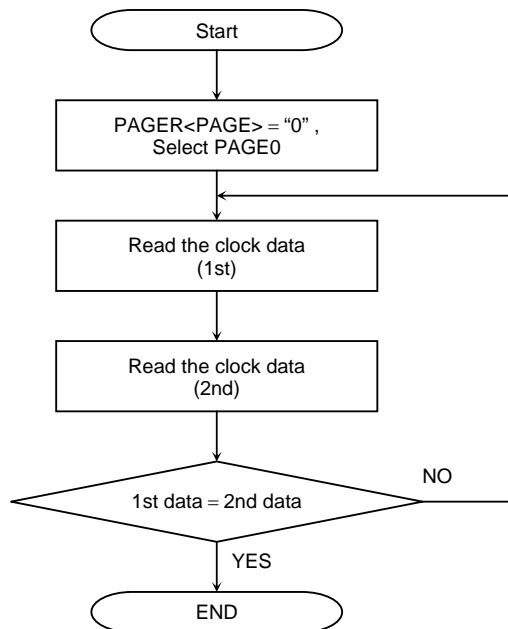 Start
PAGER<PAGE> = “0” ,
Select PAGE0
Read the clock data
(1st)
Read the clock data
(2nd)
1st data = 2nd data
NO
YES
END